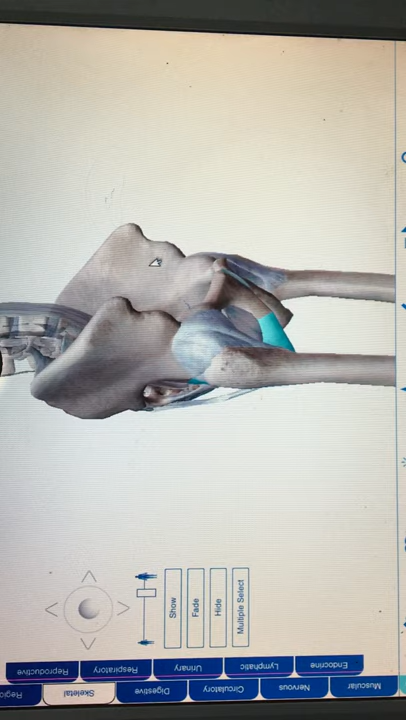 Show
Fade
Hide
Multiple Select
Reproductive
Respiratory
Urinary
Lymphatic
Endocrine
Skeletal
Digestive
Circulatory
Nervous
Muscular